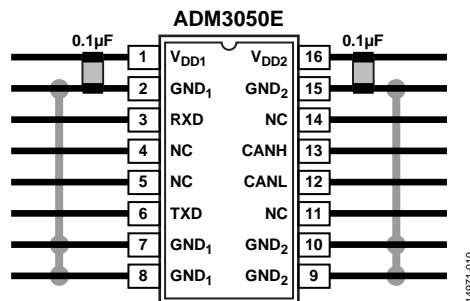 ADM3050E
0.1µF 0.1µF
1 VDD1 VDD2 16
2 GND1 GND2 15
3 RXD NC 14
4 NC CANH 13
5 NC CANL 12
6 TXD NC 11
7 GND1 GND2 10
8 GND1 GND2 9